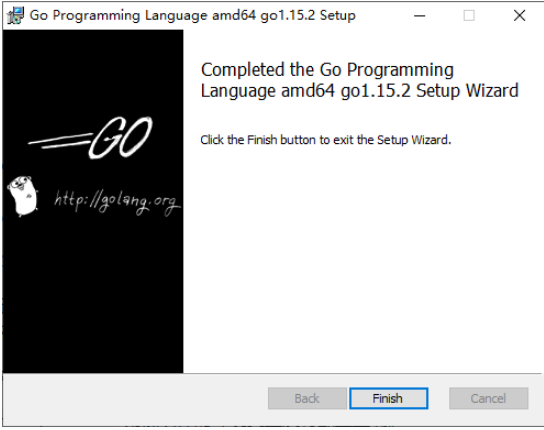 Go Programming Language amd64 go1.15.2 Setup
Completed the Go Programming
Language amd64 go1.15.2 Setup Wizard
Click the Finish button to exit the Setup Wizard.
GO
http://golang.org
Back
Finish
Cancel